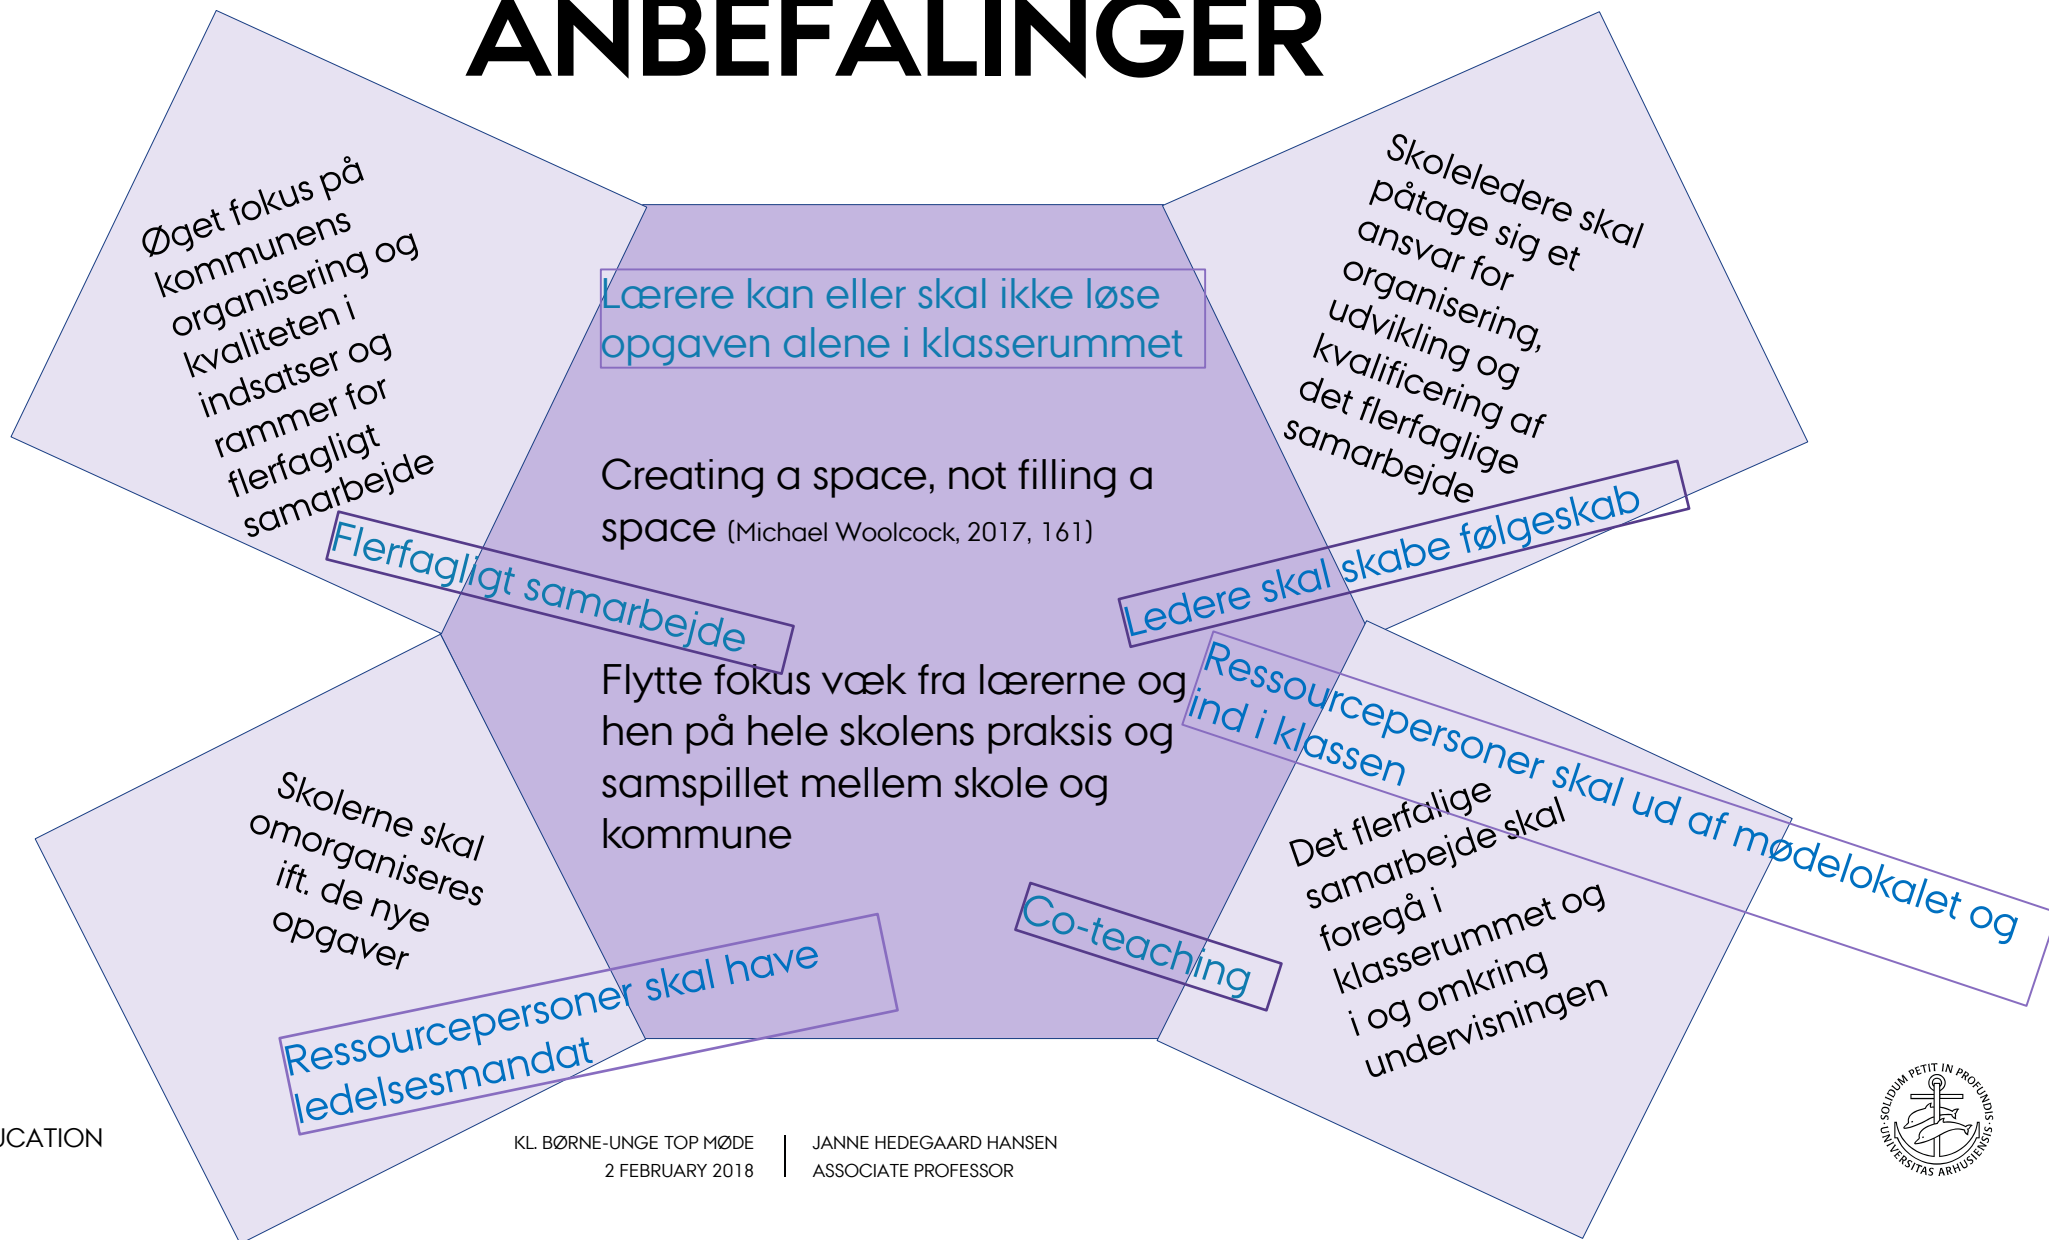 ANBEFALINGER
Øget fokus på
kommunens
organisering og
kvaliteten i
indsatser og
rammer for
flerfagligt
samarbejde
Flerfagligt samarbejde
Lærere kan eller skal ikke løse
opgaven alene i klasserummet
Creating a space, not filling a
space (Michael Woolcock, 2017, 161)
Flytte fokus væk fra lærerne og
hen på hele skolens praksis og
samspillet mellem skole og
kommune
Skoleledere skal
påtage sig et
ansvar for
organisering,
udvikling og
kvalificering af
det flerfaglige
samarbejde
Ledere skal skabe følgeskab
Ressourcepersoner skal ud af mødelokalet og
ind i klassen
Det flerfalige
samarbejde skal
foregå i
klasserummet og
i og omkring
undervisningen
Co-teaching
Skolerne skal
omorganiseres
ift. de nye
opgaver
Ressourcepersoner skal have
ledelsesmandat
UCATION
KL. BØRNE-UNGE TOP MØDE
2 FEBRUARY 2018
JANNE HEDEGAARD HANSEN
ASSOCIATE PROFESSOR
SOLIDUM PETIT IN PROFUNDIS
UNIVERSITAS ARHUSIENSIS